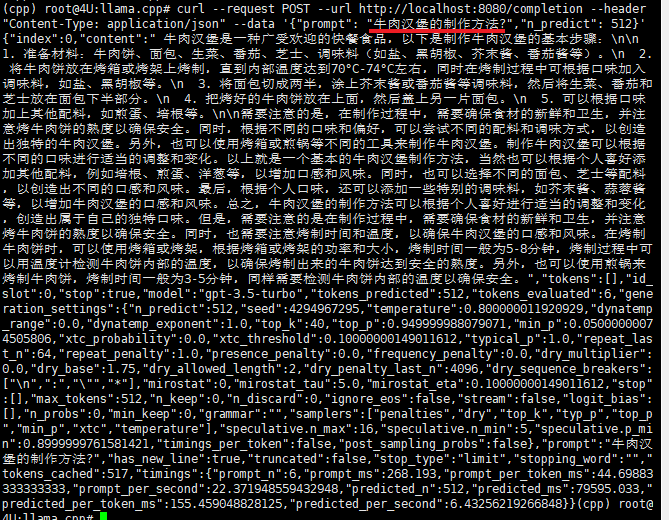 (cpp) root@4U:llama.cpp# curl --request POST --url http://localhost:8080/completion --header
"Content-Type: application/json" --data '{"prompt": "牛肉汉堡的制作方法?","n_predict": 512}'
{"index":0,"content":" 牛肉汉堡是一种广受欢迎的快餐食品，以下是制作牛肉汉堡的基本步骤：\n\n
1. 准备材料：牛肉饼、面包、生菜、番茄、芝士、调味料（如盐、黑胡椒、芥末酱、番茄酱等）。\n  2.
 将牛肉饼放在烤箱或烤架上烤制，直到内部温度达到70°C-74°C左右，同时在烤制过程中可根据口味加入
调味料，如盐、黑胡椒等。\n  3. 将面包切成两半，涂上芥末酱或番茄酱等调味料，然后将生菜、番茄和
芝士放在面包下半部分。\n  4. 把烤好的牛肉饼放在上面，然后盖上另一片面包。\n  5. 可以根据口味
加上其他配料，如煎蛋、培根等。\n\n需要注意的是，在制作过程中，需要确保食材的新鲜和卫生，并注
意烤牛肉饼的熟度以确保安全。同时，根据不同的口味和偏好，可以尝试不同的配料和调味方式，以创造
出独特的牛肉汉堡。另外，也可以使用烤箱或煎锅等不同的工具来制作牛肉汉堡。制作牛肉汉堡可以根据
不同的口味进行适当的调整和变化。以上就是一个基本的牛肉汉堡制作方法，当然也可以根据个人喜好添
加其他配料，例如培根、煎蛋、洋葱等，以增加口感和风味。同时，也可以选择不同的面包、芝士等配料
，以创造出不同的口感和风味。最后，根据个人口味，还可以添加一些特别的调味料，如芥末酱、蒜蓉酱
等，以增加牛肉汉堡的口感和风味。总之，牛肉汉堡的制作方法可以根据个人喜好进行适当的调整和变化
，创造出属于自己的独特口味。但是，需要注意的是在制作过程中，需要确保食材的新鲜和卫生，并注意
烤牛肉饼的熟度以确保安全。同时，也需要注意烤制时间和温度，以确保牛肉汉堡的口感和风味。在烤制
牛肉饼时，可以使用烤箱或烤架，根据烤箱或烤架的功率和大小，烤制时间一般为5-8分钟，烤制过程中可
以用温度计检测牛肉饼内部的温度，以确保烤制出来的牛肉饼达到安全的熟度。另外，也可以使用煎锅来
烤制牛肉饼，烤制时间一般为3-5分钟，同样需要检测牛肉饼内部的温度以确保安全。","tokens":[],"id_
slot":0,"stop":true,"model":"gpt-3.5-turbo","tokens_predicted":512,"tokens_evaluated":6,"gener
ation_settings":{"n_predict":512,"seed":4294967295,"temperature":0.800000011920929,"dynatemp
_range":0.0,"dynatemp_exponent":1.0,"top_k":40,"top_p":0.949999988079071,"min_p":0.0500000007
4505806,"xtc_probability":0.0,"xtc_threshold":0.10000000149011612,"typical_p":1.0,"repeat_last
_n":64,"repeat_penalty":1.0,"presence_penalty":0.0,"frequency_penalty":0.0,"dry_multiplier":
0.0,"dry_base":1.75,"dry_allowed_length":2,"dry_penalty_last_n":4096,"dry_sequence_breakers":
["\n",":","\"","*"],"mirostat":0,"mirostat_tau":5.0,"mirostat_eta":0.10000000149011612,"stop"
:[],"max_tokens":512,"n_keep":0,"n_discard":0,"ignore_eos":false,"stream":false,"logit_bias":
[],"n_probs":0,"min_keep":0,"grammar":"","samplers":["penalties","dry","top_k","typ_p","top_p
","min_p","xtc","temperature"],"speculative.n_max":16,"speculative.n_min":5,"speculative.p_mi
n":0.8999999761581421,"timings_per_token":false,"post_sampling_probs":false},"prompt":"牛肉汉
堡的制作方法?","has_new_line":true,"truncated":false,"stop_type":"limit","stopping_word":"","
tokens_cached":517,"timings":{"prompt_n":6,"prompt_ms":268.193,"prompt_per_token_ms":44.69883
333333333,"prompt_per_second":22.371948559432948,"predicted_n":512,"predicted_ms":79595.033,"
predicted_per_token_ms":155.459048828125,"predicted_per_second":6.43256219266848}}(cpp) root@
4U:llama.cpp#